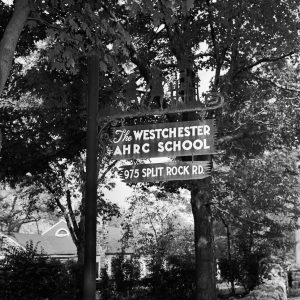 The WESTCHESTER
AHRC SCHOOL
975 SPLIT ROCK RD.